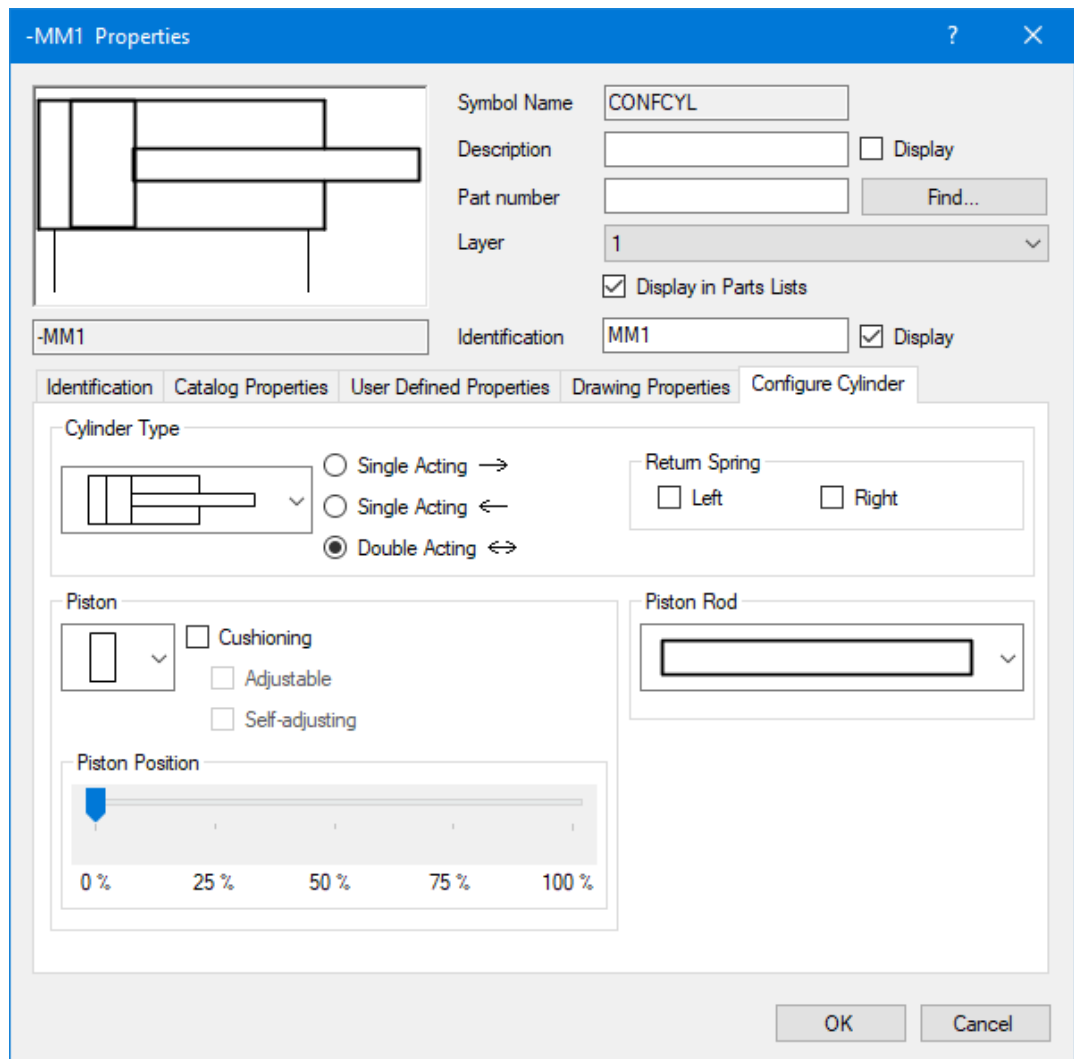 -MM1 Properties ?
Symbol Name CONFCYL
Description Display
Part number Find...
Layer 1
Display in Parts Lists
-MM1 Identification MM1 Display
Identification Catalog Properties User Defined Properties Drawing Properties Configure Cylinder
Cylinder Type
Single Acting →
Single Acting ←
Double Acting ↔
Return Spring
Left Right
Piston
Cushioning
Adjustable
Self-adjusting
Piston Rod
Piston Position
0 % 25 % 50 % 75 % 100 %
OK Cancel